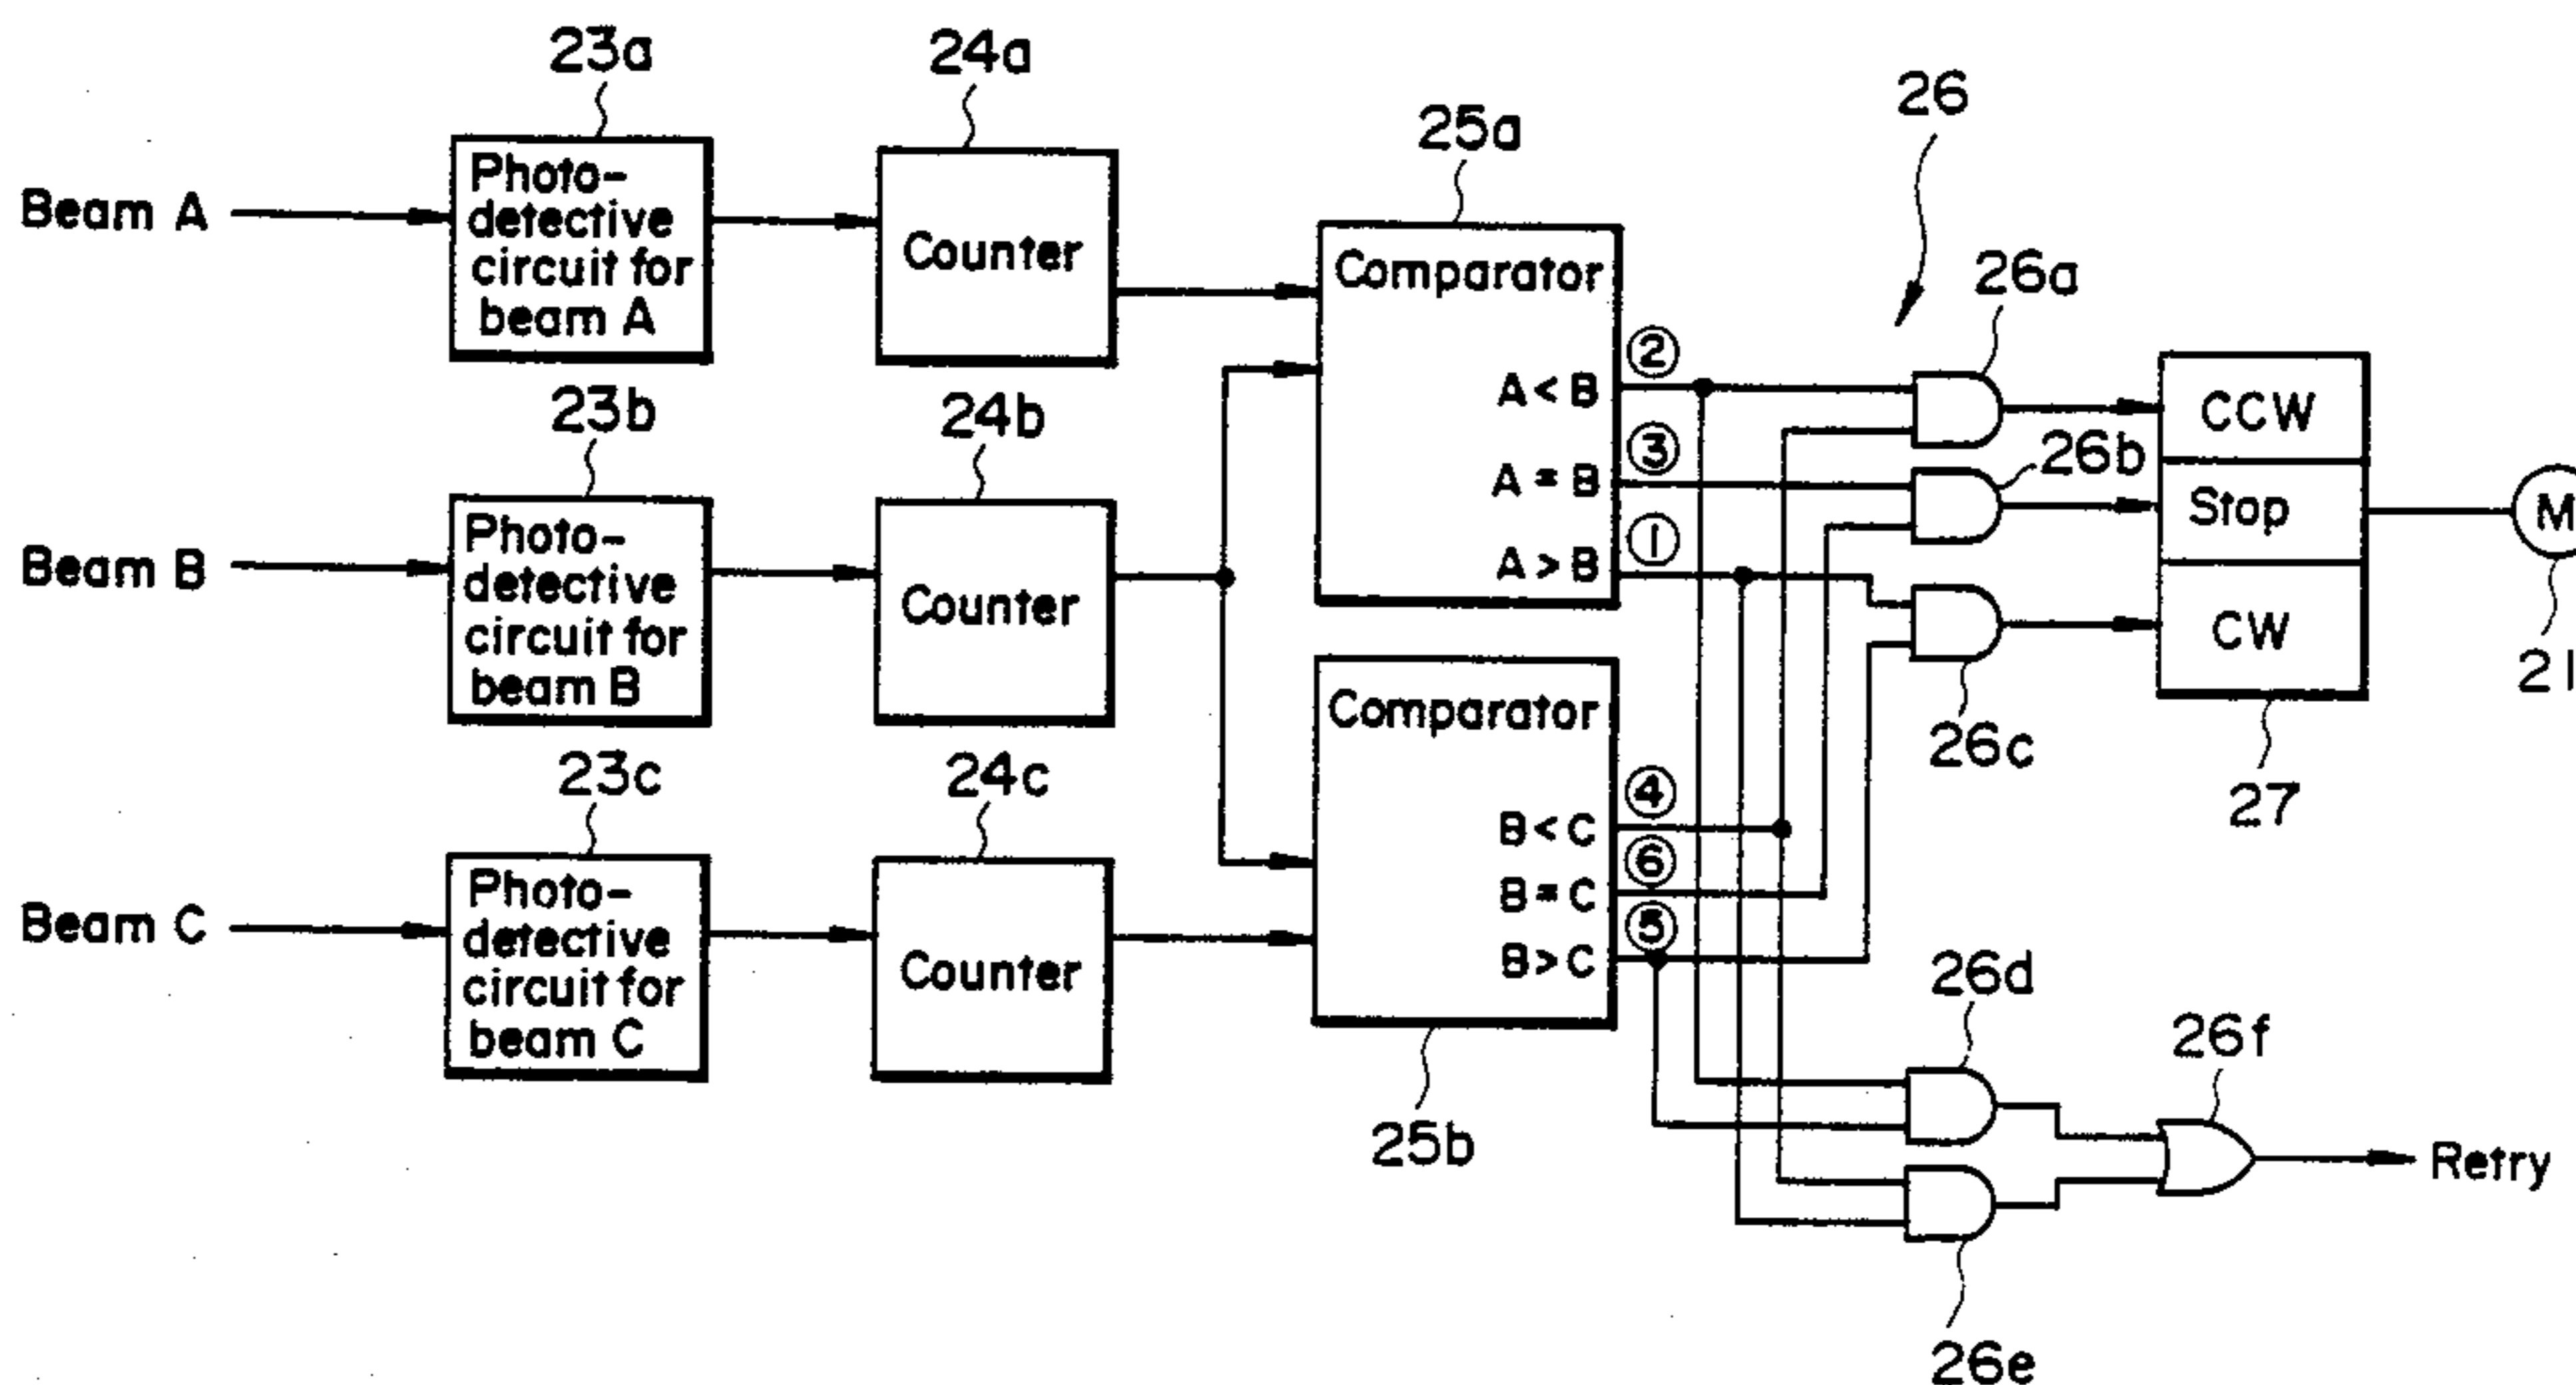 23a
24a
25a
26
Beam A
Photo-
detective
circuit for
beam A
Counter
Comparator
A < B
A = B
A > B
②
③
①
26a
26b
26c
CCW
Stop
CW
27
M
21
23b
24b
Beam B
Photo-
detective
circuit for
beam B
Counter
Comparator
B < C
B = C
B > C
④
⑥
⑤
25b
23c
24c
Beam C
Photo-
detective
circuit for
beam C
Counter
26d
26e
26f
Retry